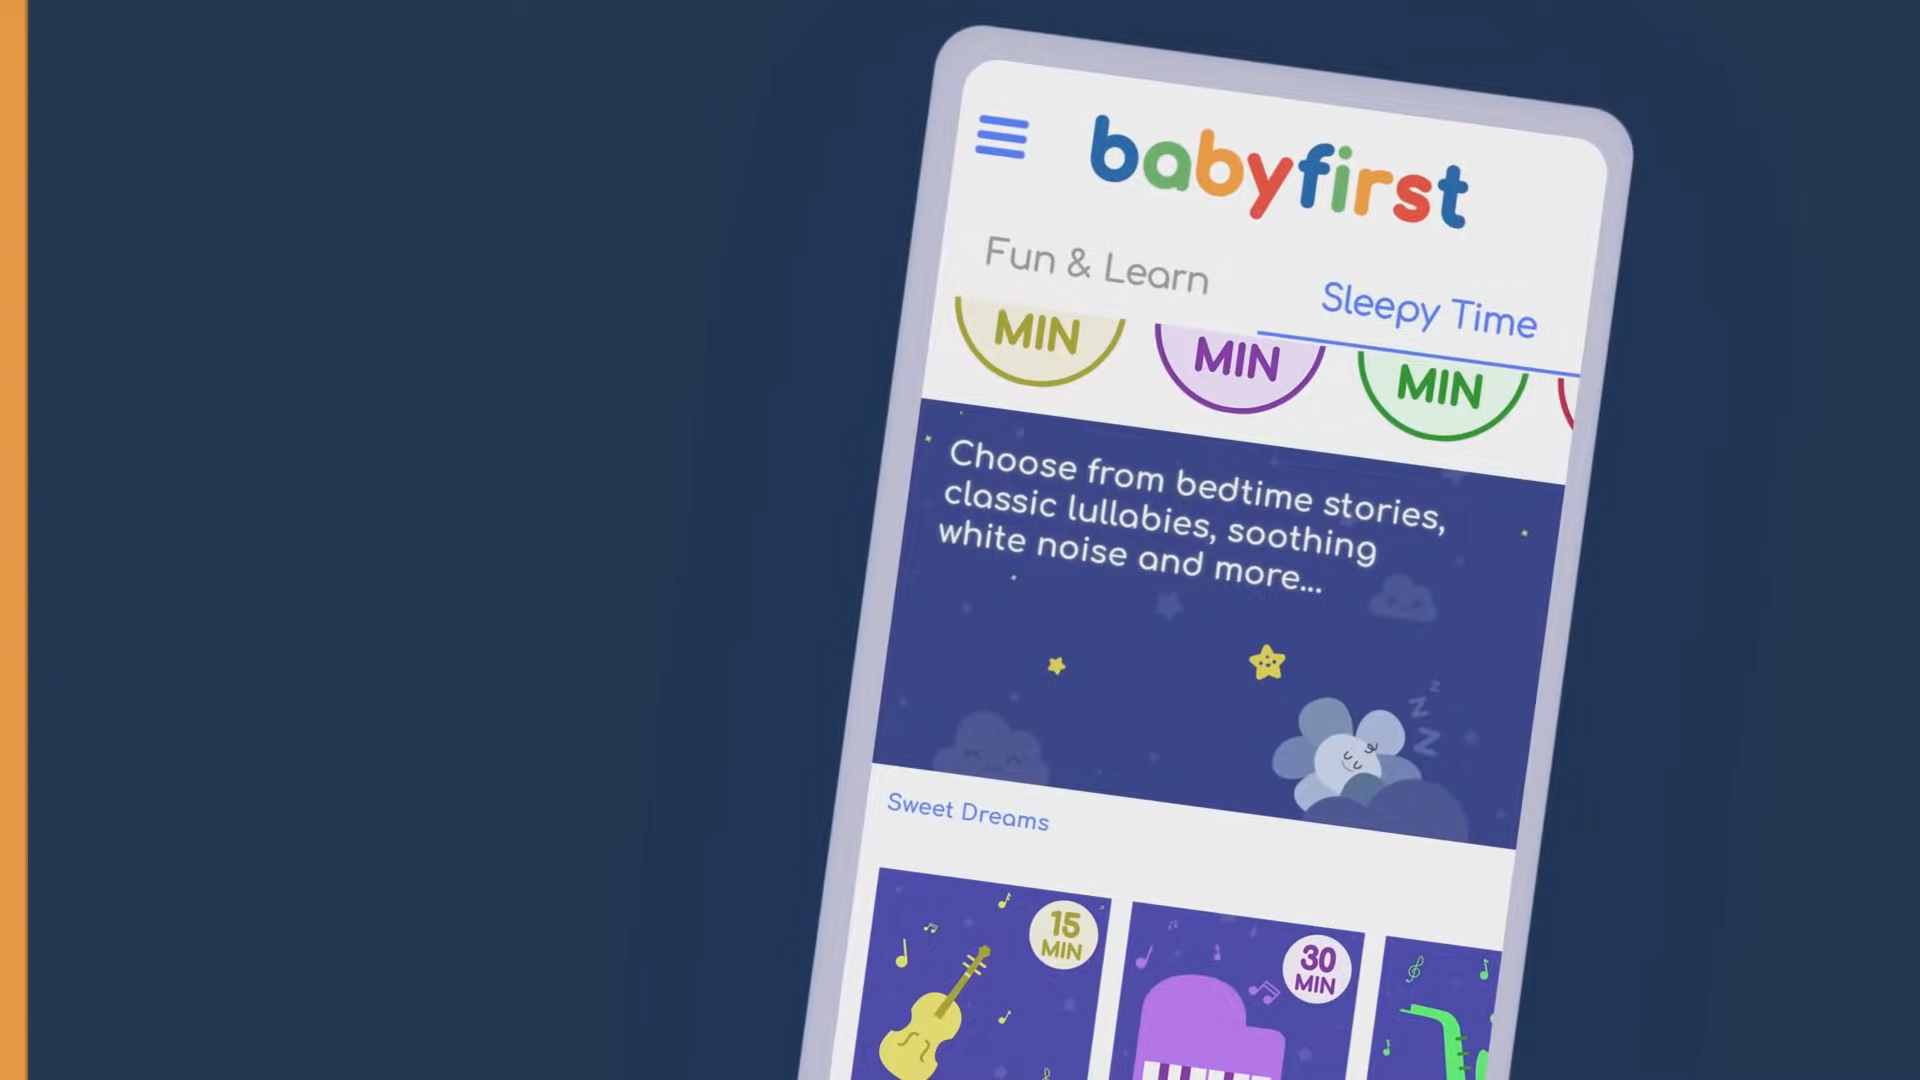 babyfirst
Fun & Learn
Sleepy Time
MIN
MIN
MIN
Choose from bedtime stories,
classic lullabies, soothing
white noise and more...
z
z
z
Sweet Dreams
15
MIN
30
MIN